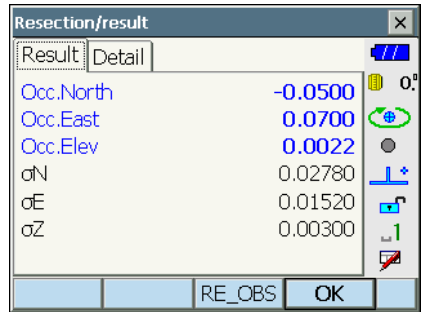 Resection/result
Result Detail
Occ.North -0.0500
0."
Occ.East 0.0700
Occ.Elev 0.0022
σN 0.02780
σE 0.01520
σZ 0.00300
1
RE_OBS OK